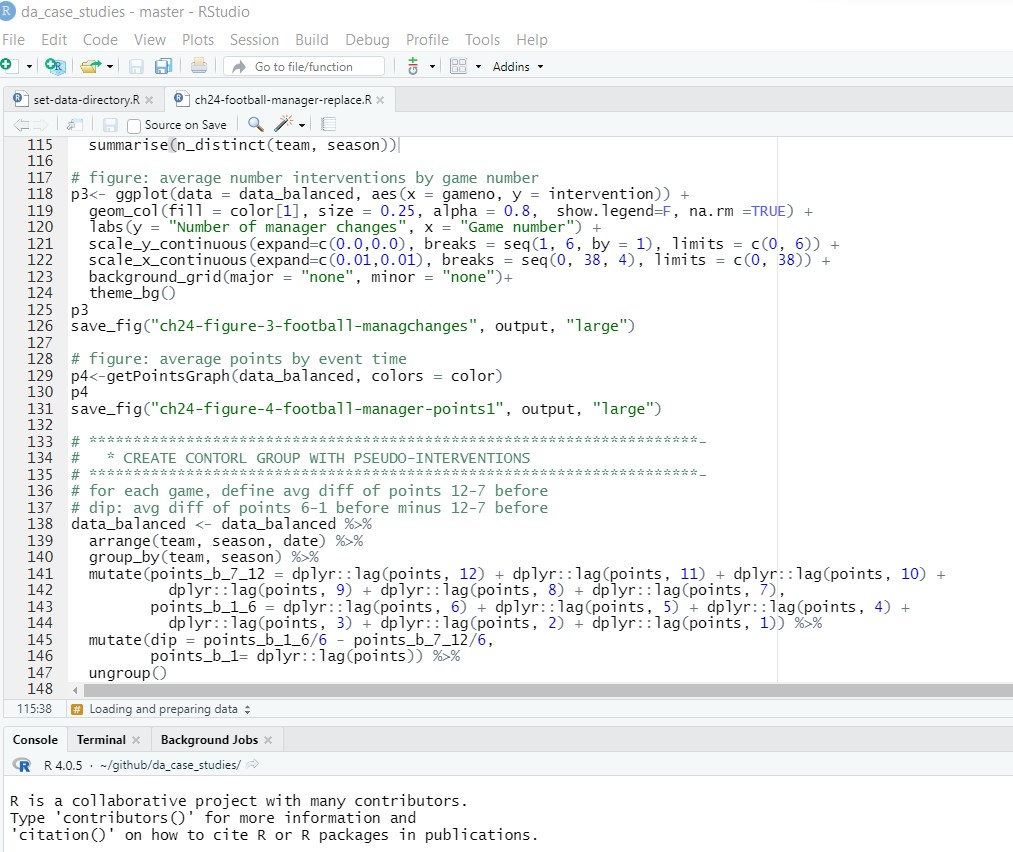 da_case_studies - master - RStudio
File Edit Code View Plots Session Build Debug Profile Tools Help
Go to file/function Addins
set-data-directory.R ch24-football-manager-replace.R
Source on Save
115 summarise(n_distinct(team, season))
116
117 # figure: average number interventions by game number
118 p3<- ggplot(data = data_balanced, aes(x = gameno, y = intervention)) +
119 geom_col(fill = color[1], size = 0.25, alpha = 0.8, show.legend=F, na.rm =TRUE) +
120 labs(y = "Number of manager changes", x = "Game number") +
121 scale_y_continuous(expand=c(0.0,0.0), breaks = seq(1, 6, by = 1), limits = c(0, 6)) +
122 scale_x_continuous(expand=c(0.01,0.01), breaks = seq(0, 38, 4), limits = c(0, 38)) +
123 background_grid(major = "none", minor = "none")+
124 theme_bg()
125 p3
126 save_fig("ch24-figure-3-football-managchanges", output, "large")
127
128 # figure: average points by event time
129 p4<-getPointsGraph(data_balanced, colors = color)
130 p4
131 save_fig("ch24-figure-4-football-manager-points1", output, "large")
132
133 # *********************************************************************-
134 # * CREATE CONTORL GROUP WITH PSEUDO-INTERVENTIONS
135 # *********************************************************************-
136 # for each game, define avg diff of points 12-7 before
137 # dip: avg diff of points 6-1 before minus 12-7 before
138 data_balanced <- data_balanced %>%
139 arrange(team, season, date) %>%
140 group_by(team, season) %>%
141 mutate(points_b_7_12 = dplyr::lag(points, 12) + dplyr::lag(points, 11) + dplyr::lag(points, 10) +
142 dplyr::lag(points, 9) + dplyr::lag(points, 8) + dplyr::lag(points, 7),
143 points_b_1_6 = dplyr::lag(points, 6) + dplyr::lag(points, 5) + dplyr::lag(points, 4) +
144 dplyr::lag(points, 3) + dplyr::lag(points, 2) + dplyr::lag(points, 1)) %>%
145 mutate(dip = points_b_1_6/6 - points_b_7_12/6,
146 points_b_1= dplyr::lag(points)) %>%
147 ungroup()
148
115:38 # Loading and preparing data
Console Terminal Background Jobs
R R 4.0.5 · ~/github/da_case_studies/
R is a collaborative project with many contributors.
Type 'contributors()' for more information and
'citation()' on how to cite R or R packages in publications.